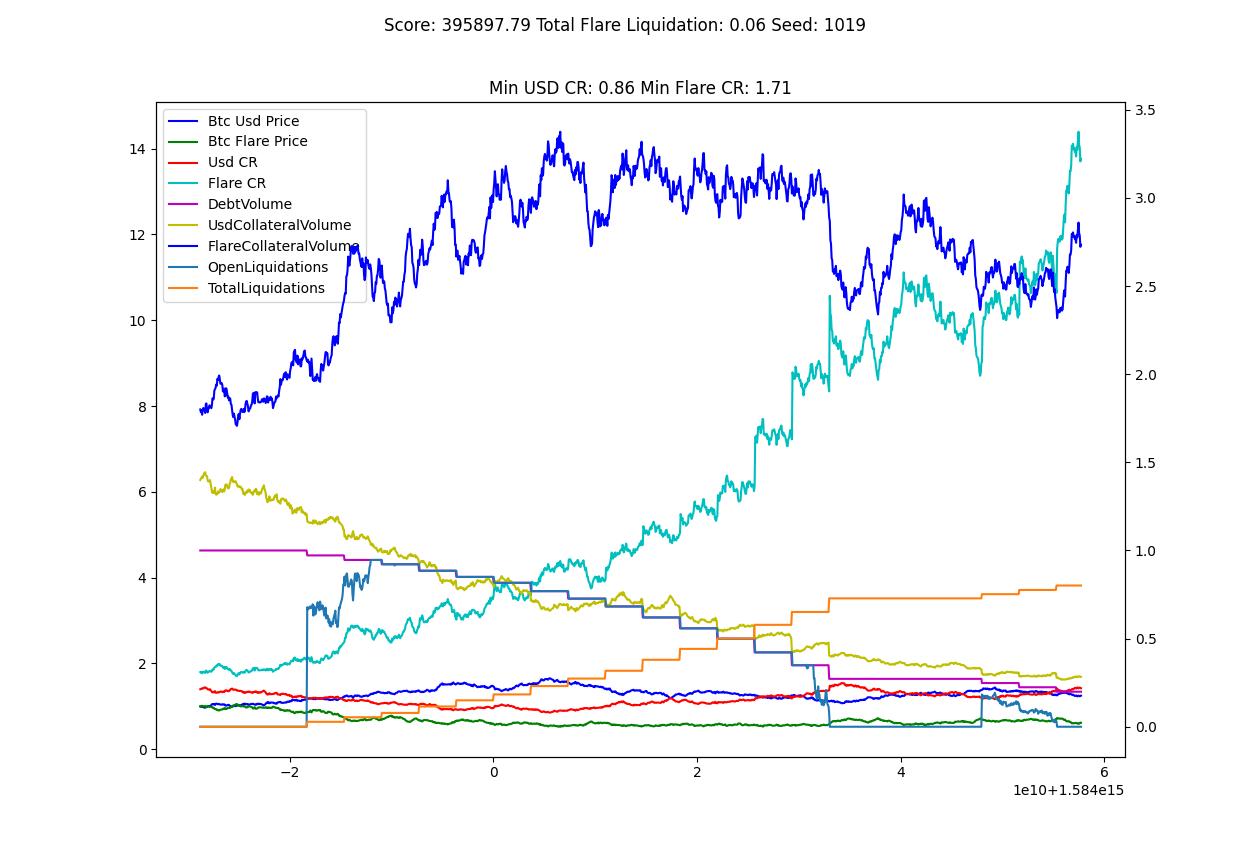 Score: 395897.79 Total Flare Liquidation: 0.06 Seed: 1019
Min USD CR: 0.86 Min Flare CR: 1.71
Btc Usd Price
Btc Flare Price
Usd CR
Flare CR
DebtVolume
UsdCollateralVolume
FlareCollateralVolume
OpenLiquidations
TotalLiquidations
14
12
10
8
6
4
2
0
3.5
3.0
2.5
2.0
1.5
1.0
0.5
0.0
−2 0 2 4 6
1e10+1.584e15